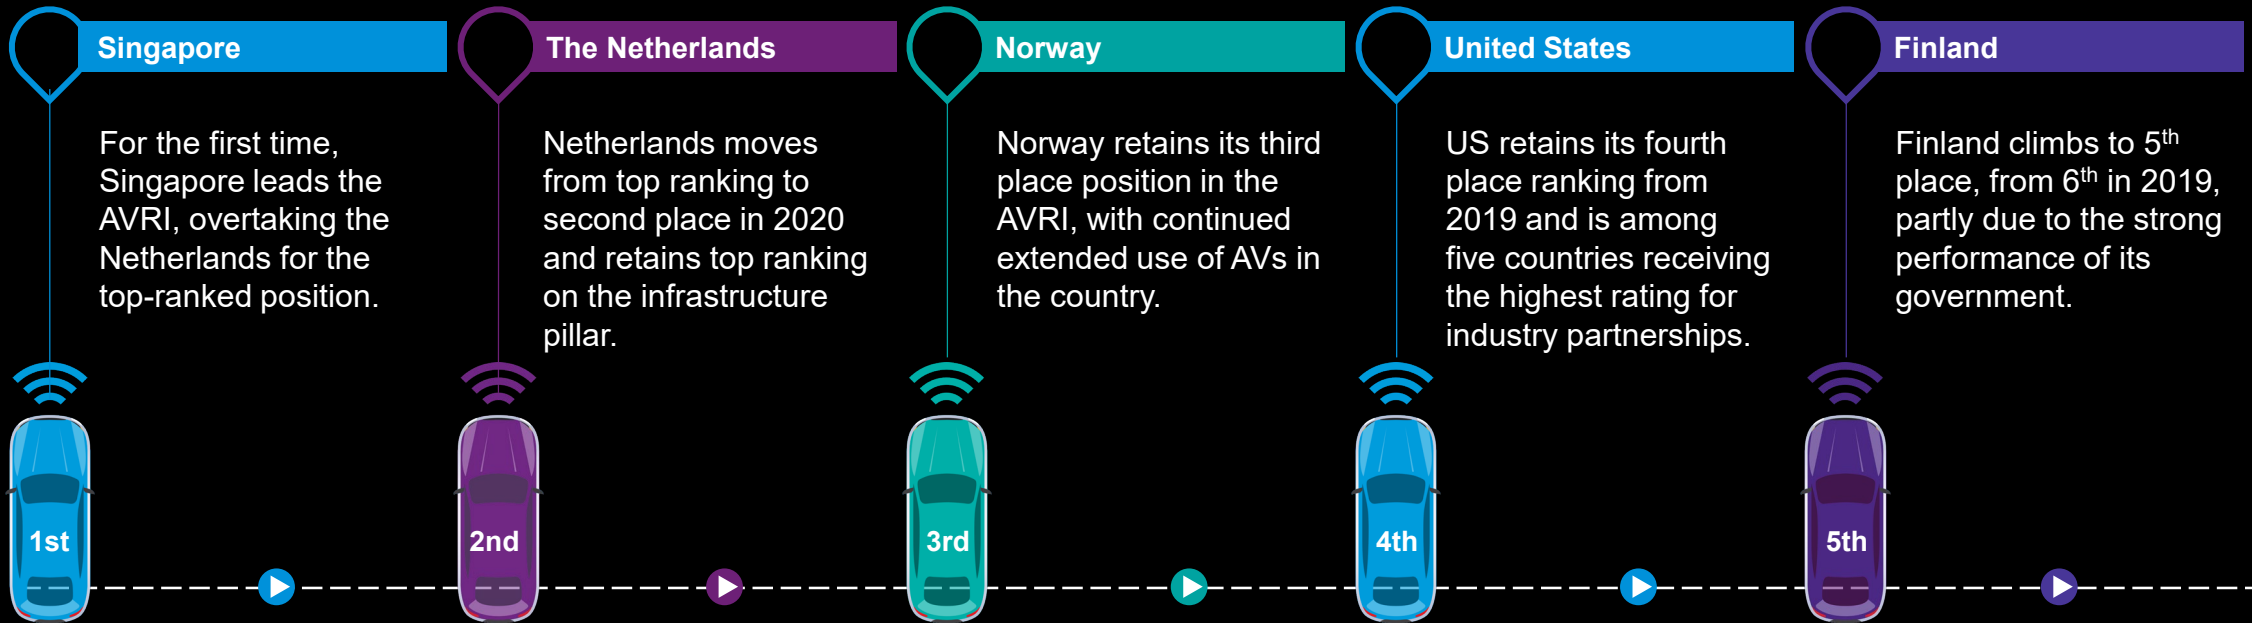 Singapore
For the first time,
Singapore leads the
AVRI, overtaking the
Netherlands for the
top-ranked position.
1st
The Netherlands
Netherlands moves
from top ranking to
second place in 2020
and retains top ranking
on the infrastructure
pillar.
2nd
Norway
Norway retains its third
place position in the
AVRI, with continued
extended use of AVs in
the country.
3rd
United States
US retains its fourth
place ranking from
2019 and is among
five countries receiving
the highest rating for
industry partnerships.
4th
Finland
Finland climbs to 5th
place, from 6th in 2019,
partly due to the strong
performance of its
government.
5th